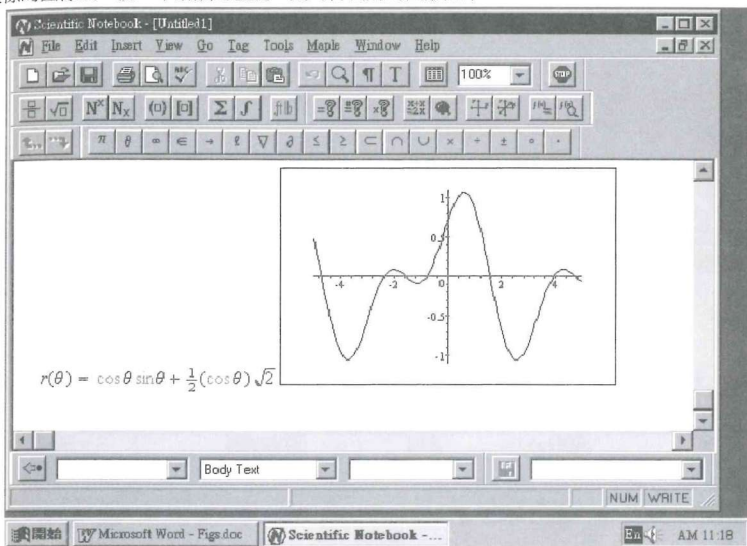 Scientific Notebook - [Untitled1]
File Edit Insert View Go Tag Tools Maple Window Help
100% STOP
π θ ∞ ∈ → ℓ ∇ ∂ ≤ ≥ ⊂ ∩ ∪ × ÷ ± ∘ ·
1
0.5
-4 -2 0 2 4
-0.5
-1
r(θ) = cos θ sin θ + 1/2 (cos θ) √2
Body Text
NUM WRITE
開始 Microsoft Word - Figs.doc Scientific Notebook -... En AM 11:18